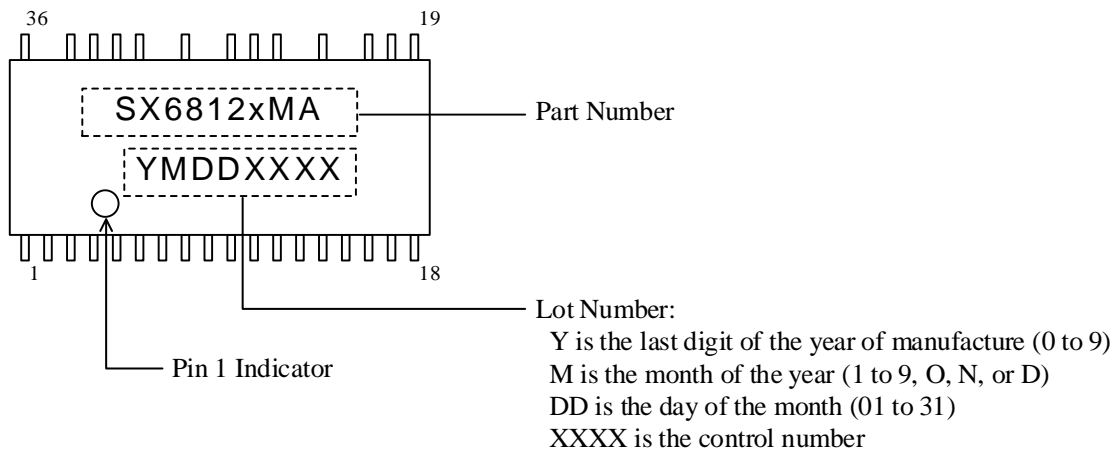 36 19
SX6812xMA
Part Number
YMDDXXXX
1 18
Lot Number:
Y is the last digit of the year of manufacture (0 to 9)
Pin 1 Indicator
M is the month of the year (1 to 9, O, N, or D)
DD is the day of the month (01 to 31)
XXXX is the control number